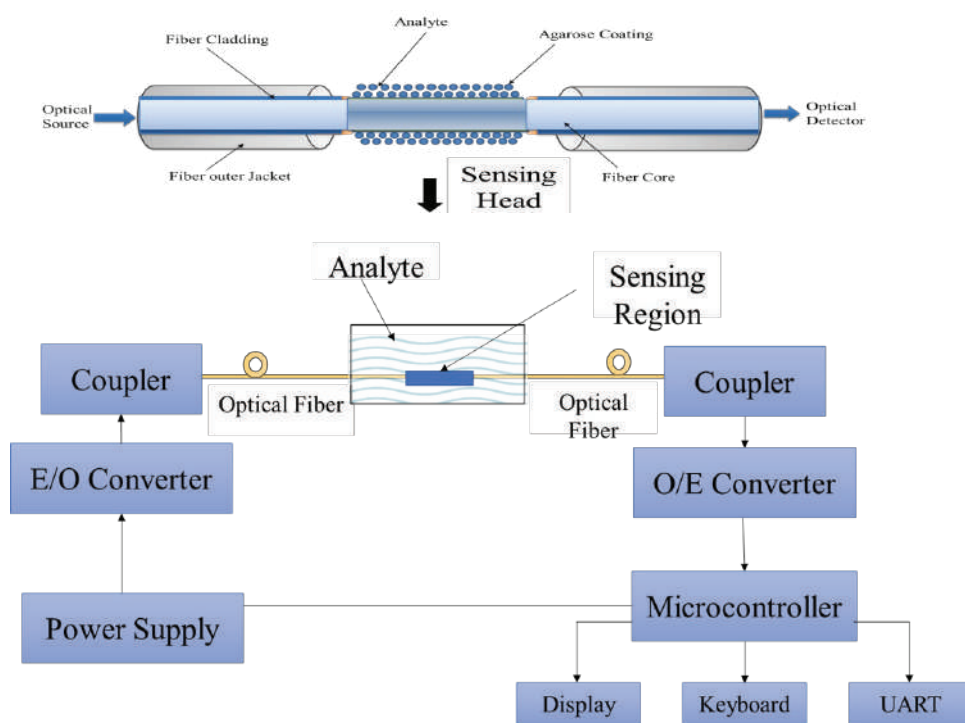 Analyte
Fiber Cladding
Agarose Coating
Optical
Source
Optical
Detector
Fiber outer Jacket
Fiber Core
Sensing
Head
Analyte
Sensing
Region
Coupler
Optical Fiber
Optical
Fiber
Coupler
E/O Converter
O/E Converter
Power Supply
Microcontroller
Display
Keyboard
UART